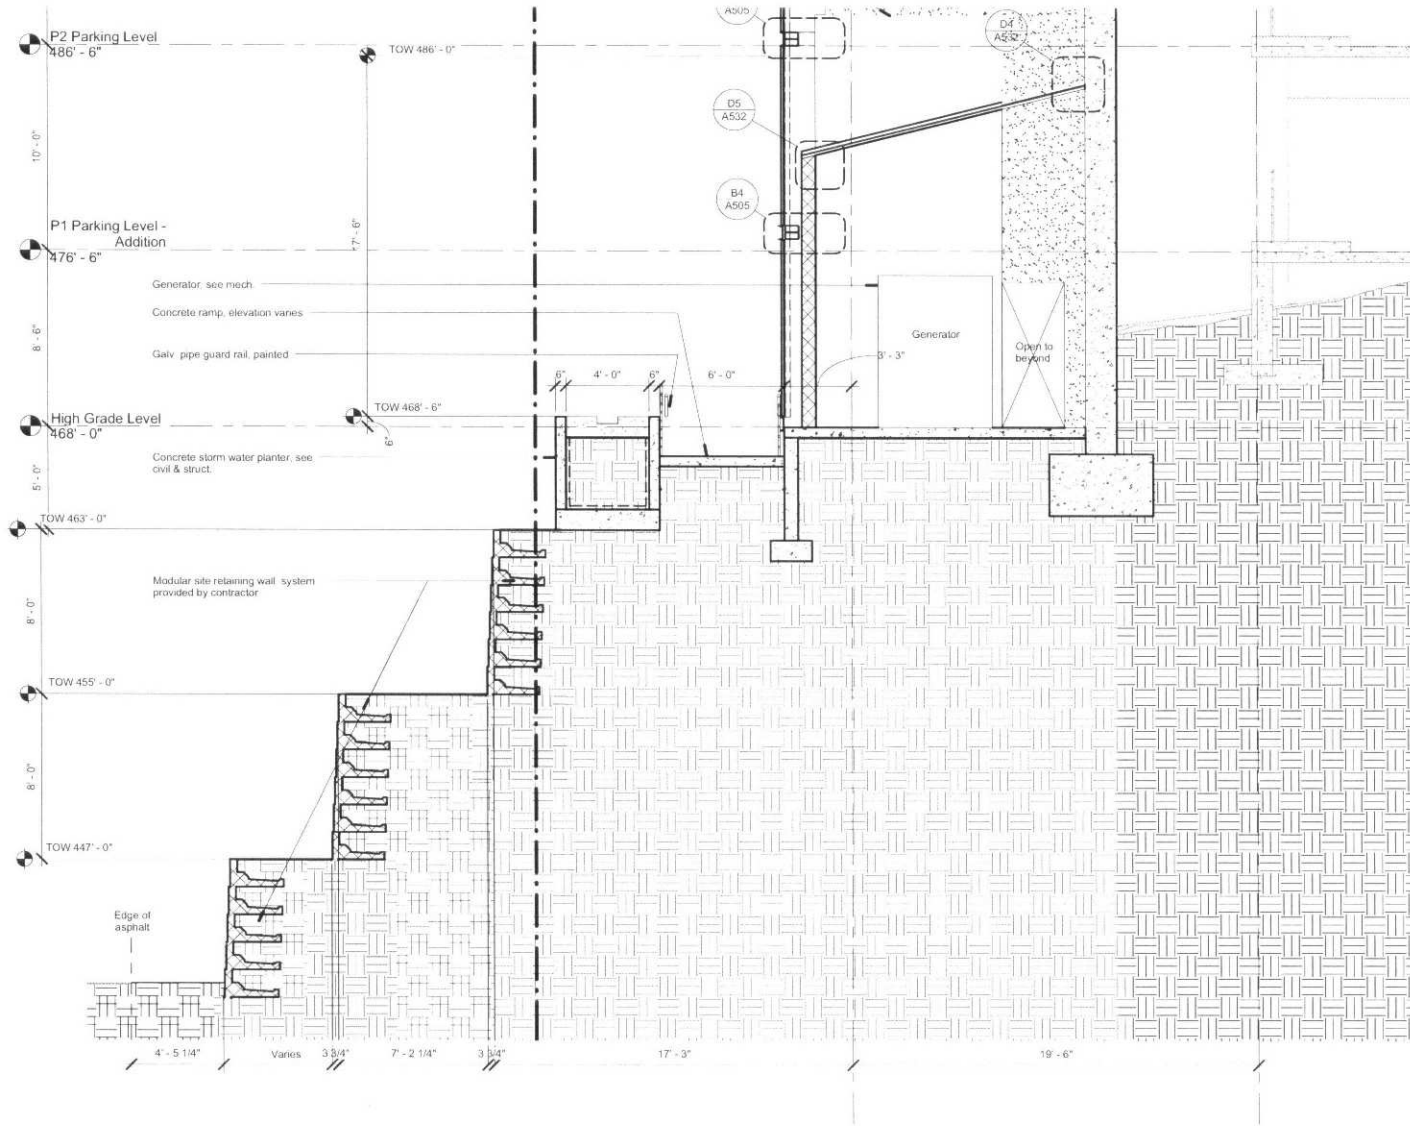 A505
P2 Parking Level
486' - 6"
TOW 486' - 0"
D4
A532
D5
A532
10' - 0"
B4
A505
P1 Parking Level -
Addition
476' - 6"
17' - 6"
Generator, see mech.
Concrete ramp, elevation varies
Galv. pipe guard rail, painted
8' - 6"
Generator
Open to
beyond
3' - 3"
6"
4' - 0"
6"
6' - 0"
TOW 468' - 6"
High Grade Level
468' - 0"
6"
Concrete storm water planter, see
civil & struct.
5' - 0"
TOW 463' - 0"
Modular site retaining wall system
provided by contractor
8' - 0"
TOW 455' - 0"
8' - 0"
TOW 447' - 0"
Edge of
asphalt
4' - 5 1/4"
Varies
3 3/4"
7' - 2 1/4"
3 3/4"
17' - 3"
19' - 6"